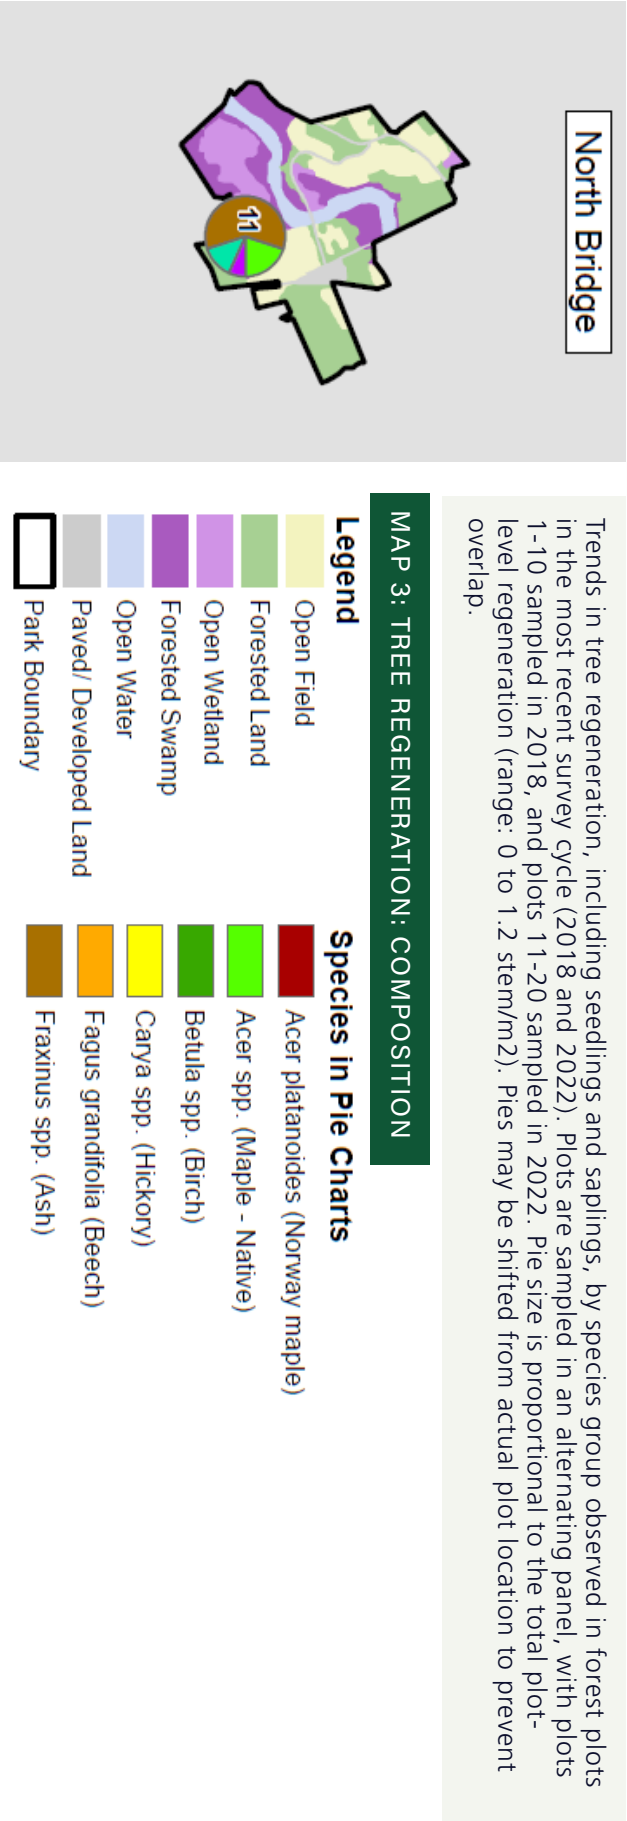 North Bridge
11
Trends in tree regeneration, including seedlings and saplings, by species group observed in forest plots
in the most recent survey cycle (2018 and 2022). Plots are sampled in an alternating panel, with plots
1-10 sampled in 2018, and plots 11-20 sampled in 2022. Pie size is proportional to the total plot-
level regeneration (range: 0 to 1.2 stem/m2). Pies may be shifted from actual plot location to prevent
overlap.
MAP 3: TREE REGENERATION: COMPOSITION
Legend
Open Field
Forested Land
Open Wetland
Forested Swamp
Open Water
Paved/ Developed Land
Park Boundary
Species in Pie Charts
Acer platanoides (Norway maple)
Acer spp. (Maple - Native)
Betula spp. (Birch)
Carya spp. (Hickory)
Fagus grandifolia (Beech)
Fraxinus spp. (Ash)